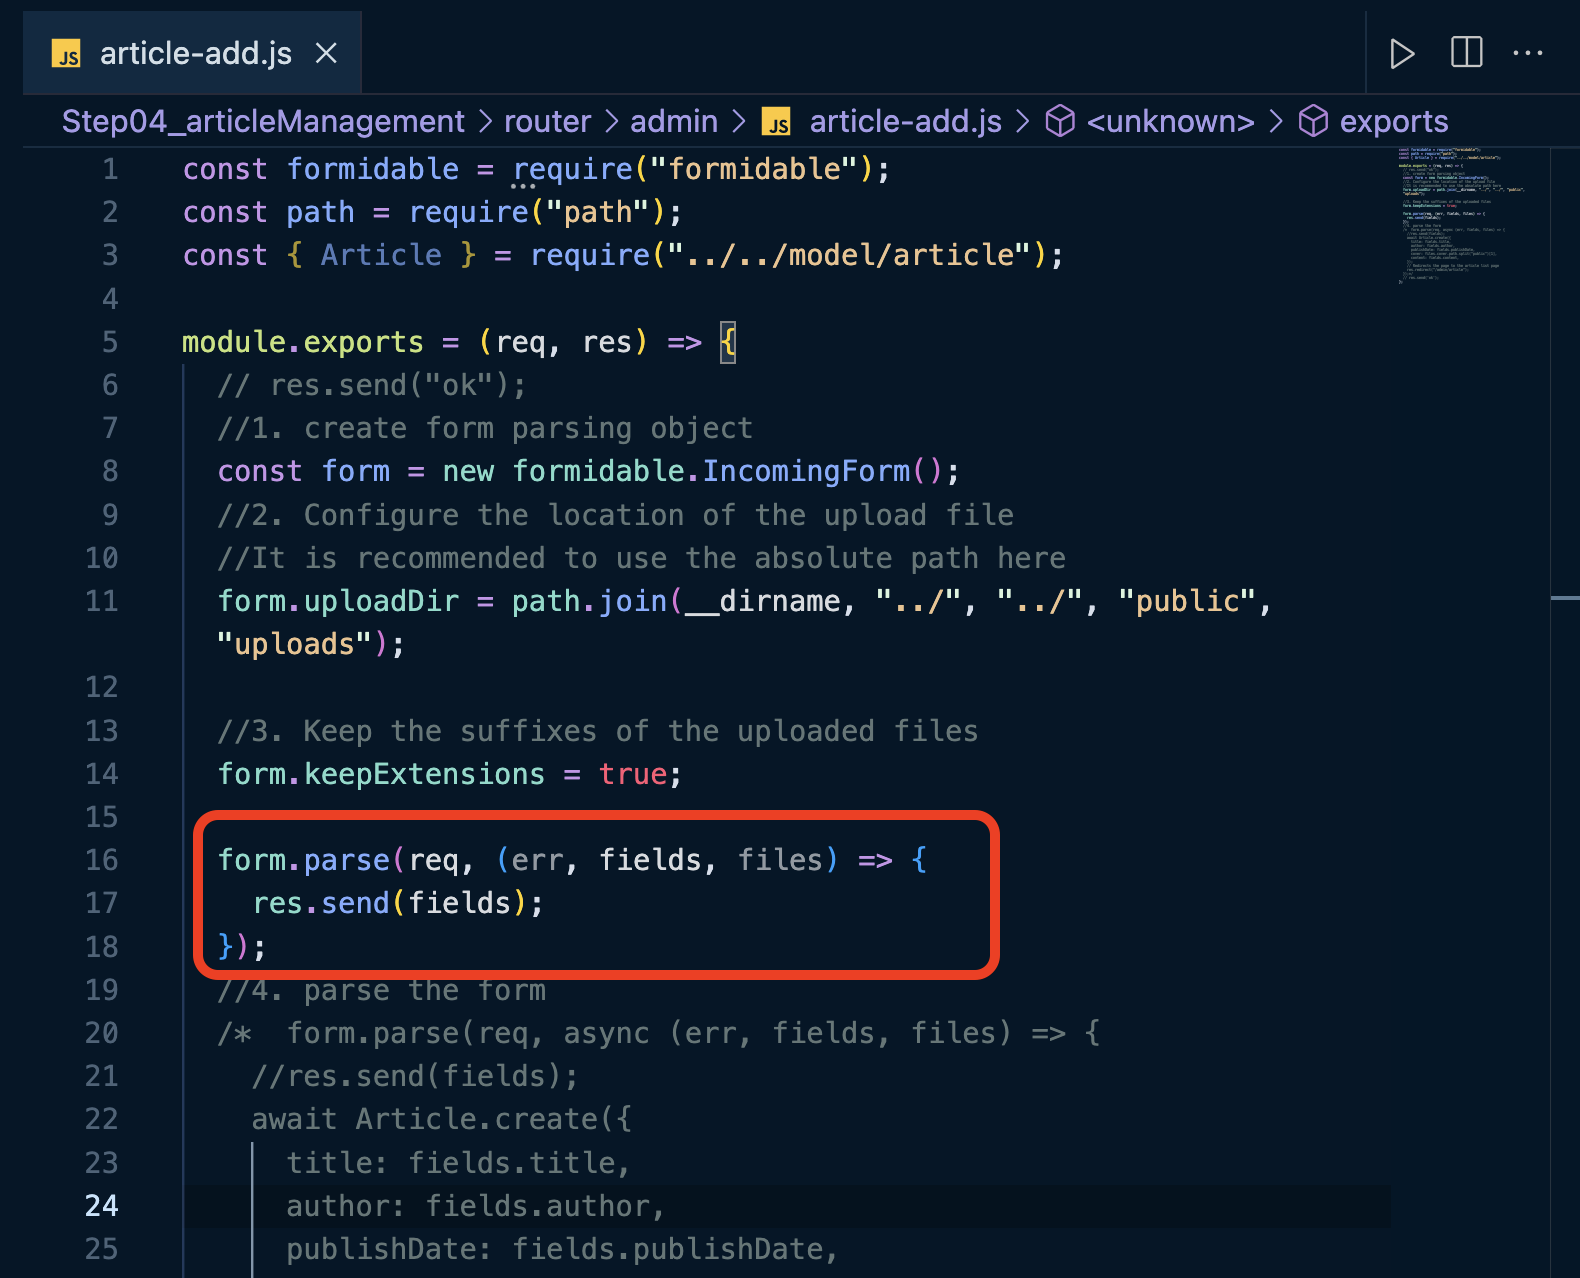 JS article-add.js
Step04_articleManagement > router > admin > JS article-add.js > <unknown> > exports
1 const formidable = require("formidable");
2 const path = require("path");
3 const { Article } = require("../../model/article");
4
5 module.exports = (req, res) => {
6 // res.send("ok");
7 //1. create form parsing object
8 const form = new formidable.IncomingForm();
9 //2. Configure the location of the upload file
10 //It is recommended to use the absolute path here
11 form.uploadDir = path.join(__dirname, "../", "../", "public",
"uploads");
12
13 //3. Keep the suffixes of the uploaded files
14 form.keepExtensions = true;
15
16 form.parse(req, (err, fields, files) => {
17 res.send(fields);
18 });
19 //4. parse the form
20 /*  form.parse(req, async (err, fields, files) => {
21 //res.send(fields);
22 await Article.create({
23 title: fields.title,
24 author: fields.author,
25 publishDate: fields.publishDate,